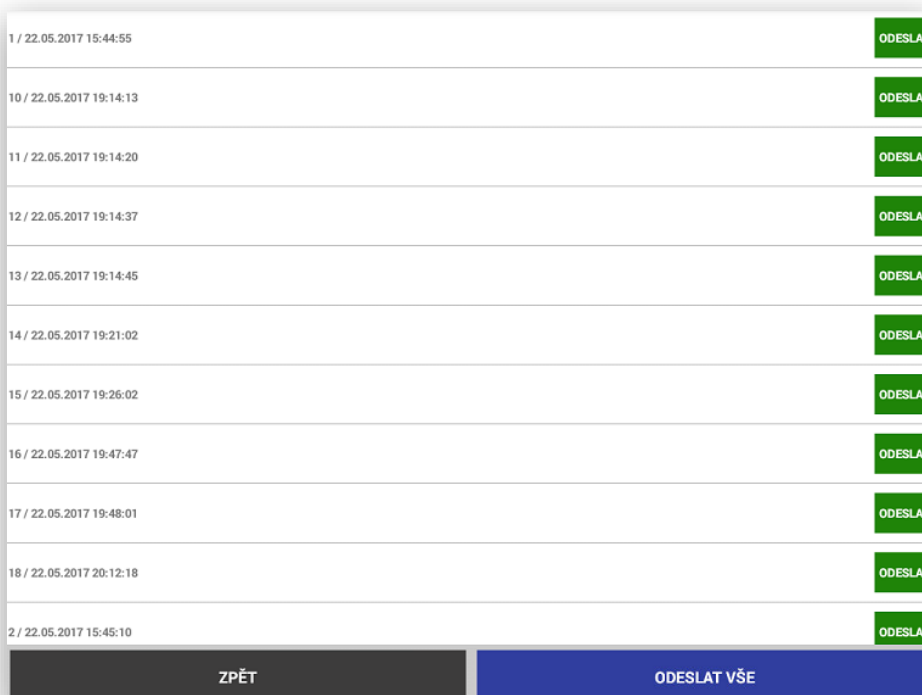 1 / 22.05.2017 15:44:55 ODESLA
10 / 22.05.2017 19:14:13 ODESLA
11 / 22.05.2017 19:14:20 ODESLA
12 / 22.05.2017 19:14:37 ODESLA
13 / 22.05.2017 19:14:45 ODESLA
14 / 22.05.2017 19:21:02 ODESLA
15 / 22.05.2017 19:26:02 ODESLA
16 / 22.05.2017 19:47:47 ODESLA
17 / 22.05.2017 19:48:01 ODESLA
18 / 22.05.2017 20:12:18 ODESLA
2 / 22.05.2017 15:45:10 ODESLA
ZPĚT ODESLAT VŠE